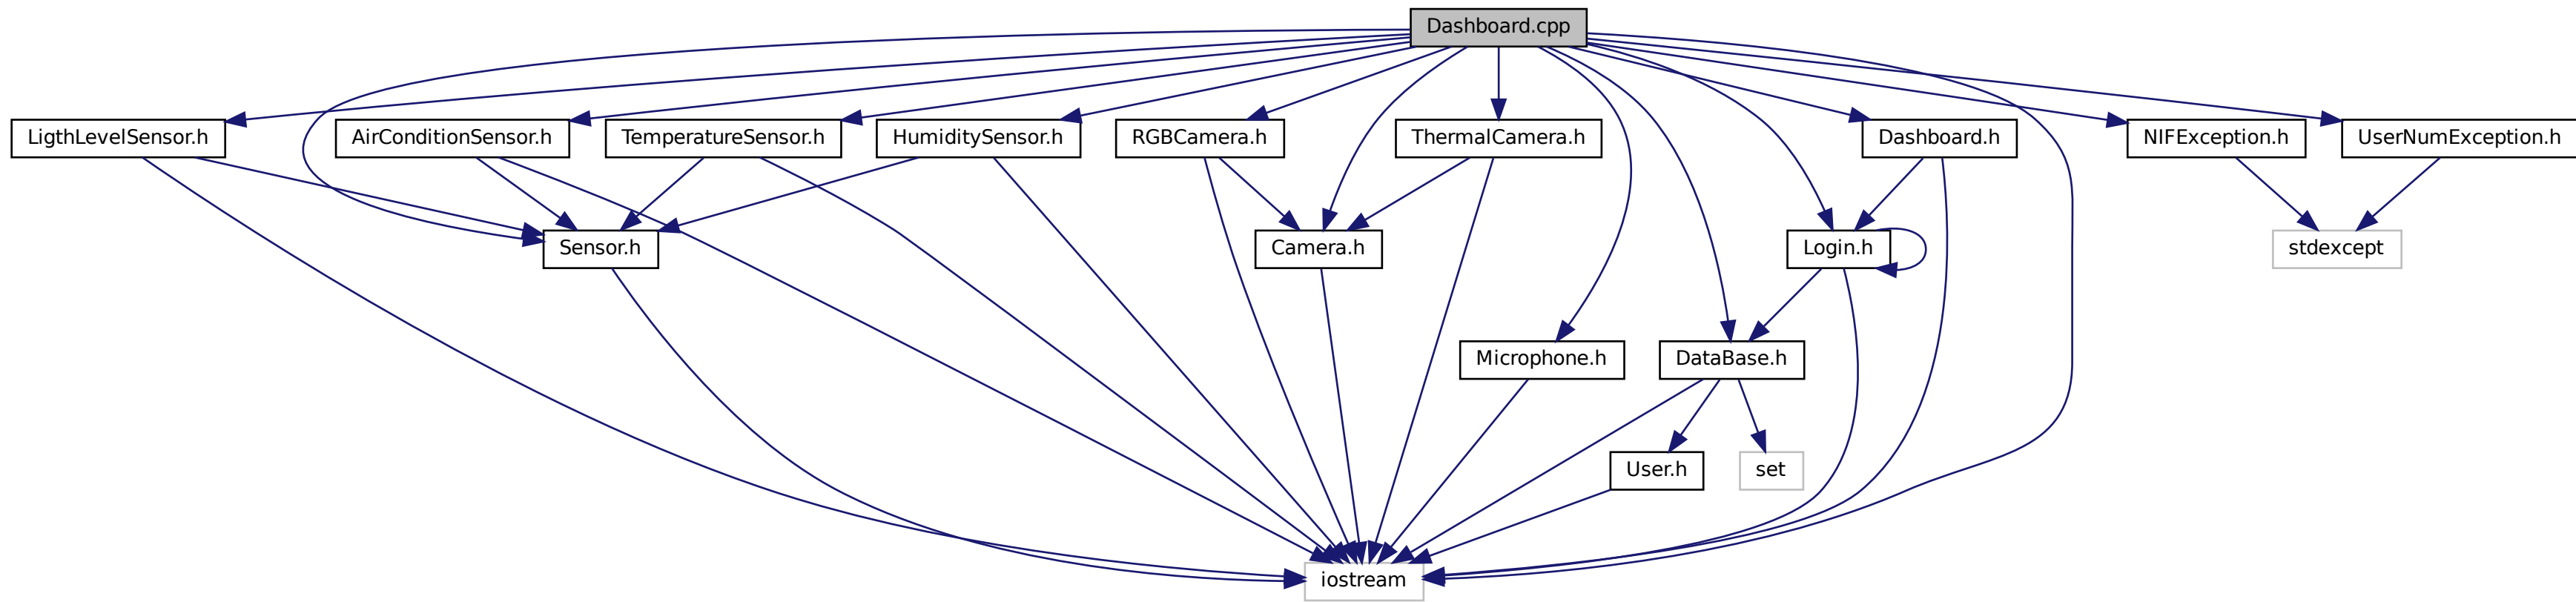 Dashboard.cpp
LigthLevelSensor.h
AirConditionSensor.h
TemperatureSensor.h
HumiditySensor.h
RGBCamera.h
ThermalCamera.h
Dashboard.h
NIFException.h
UserNumException.h
Sensor.h
Camera.h
Login.h
stdexcept
Microphone.h
DataBase.h
User.h
set
iostream